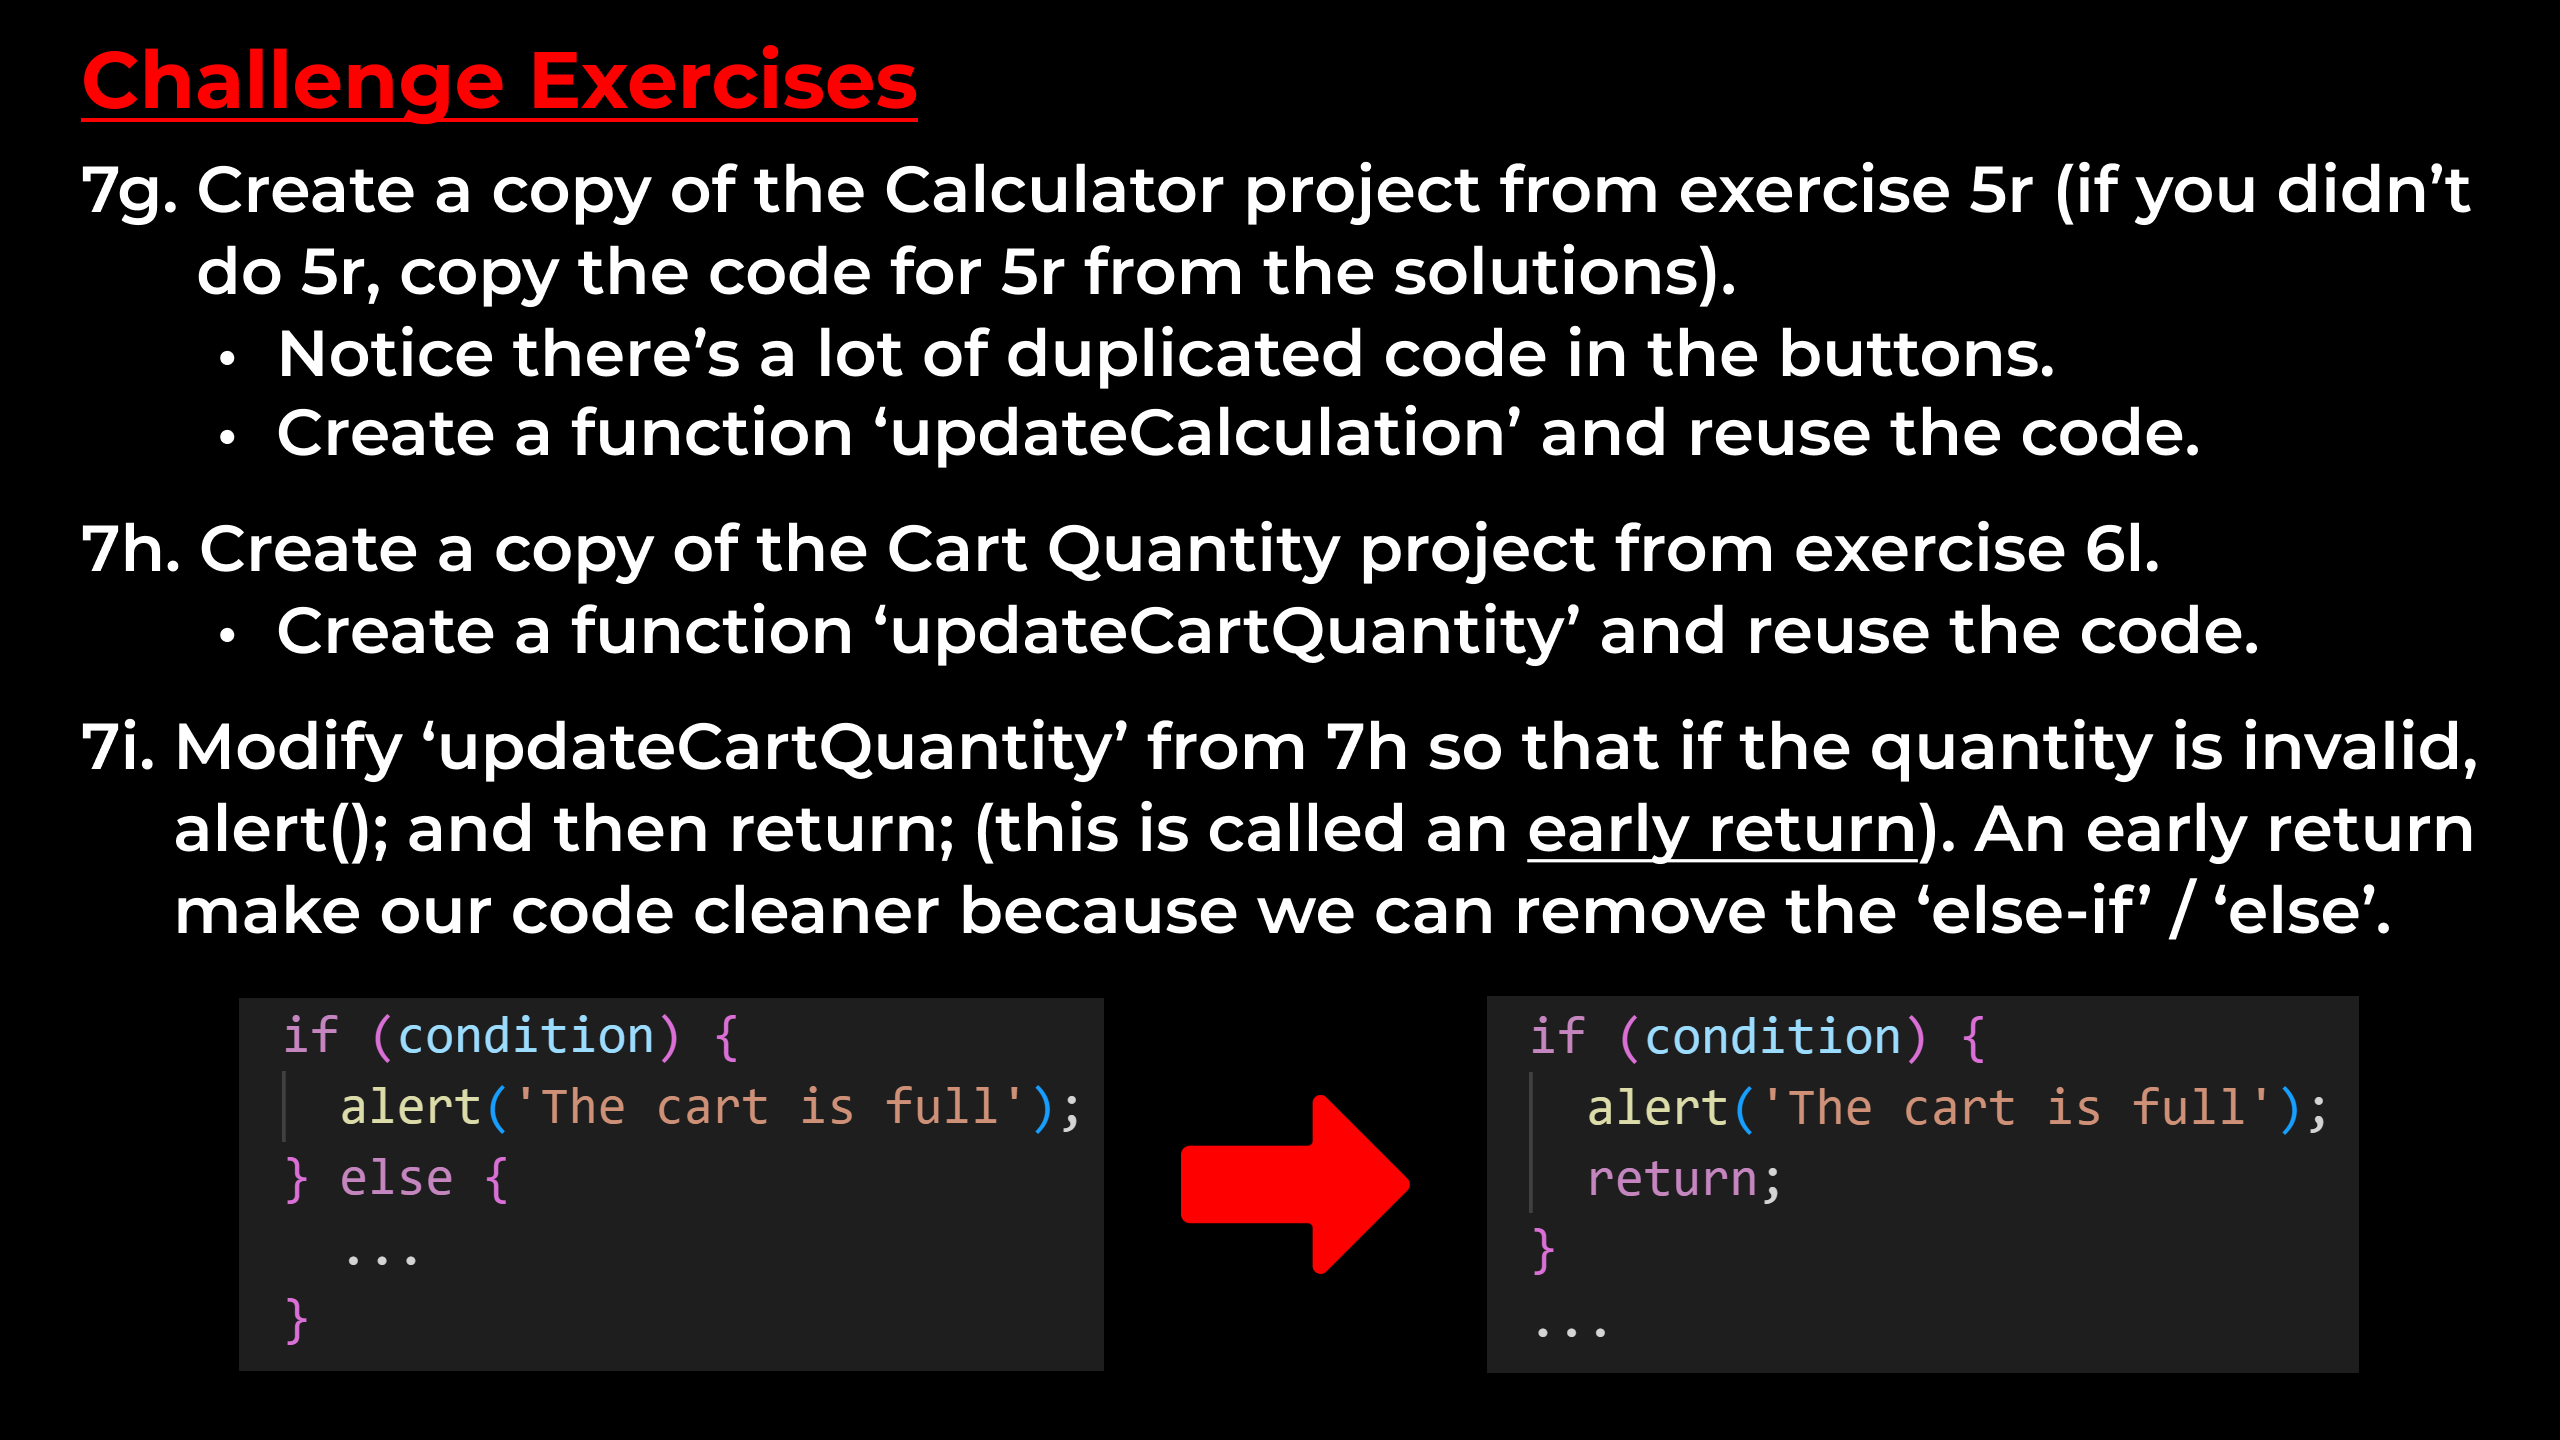 Challenge Exercises
7g. Create a copy of the Calculator project from exercise 5r (if you didn’t
do 5r, copy the code for 5r from the solutions).
• Notice there’s a lot of duplicated code in the buttons.
• Create a function ‘updateCalculation’ and reuse the code.
7h. Create a copy of the Cart Quantity project from exercise 6l.
• Create a function ‘updateCartQuantity’ and reuse the code.
7i. Modify ‘updateCartQuantity’ from 7h so that if the quantity is invalid,
alert(); and then return; (this is called an early return). An early return
make our code cleaner because we can remove the ‘else-if’ / ‘else’.
if (condition) {
  alert('The cart is full');
} else {
  ...
}
if (condition) {
  alert('The cart is full');
  return;
}
...